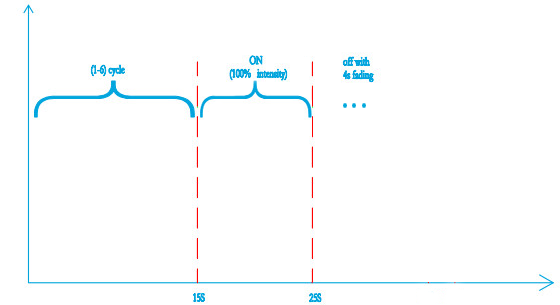 (1-6) cycle
ON
(100% intensity)
off with
4s fading
15S
25S